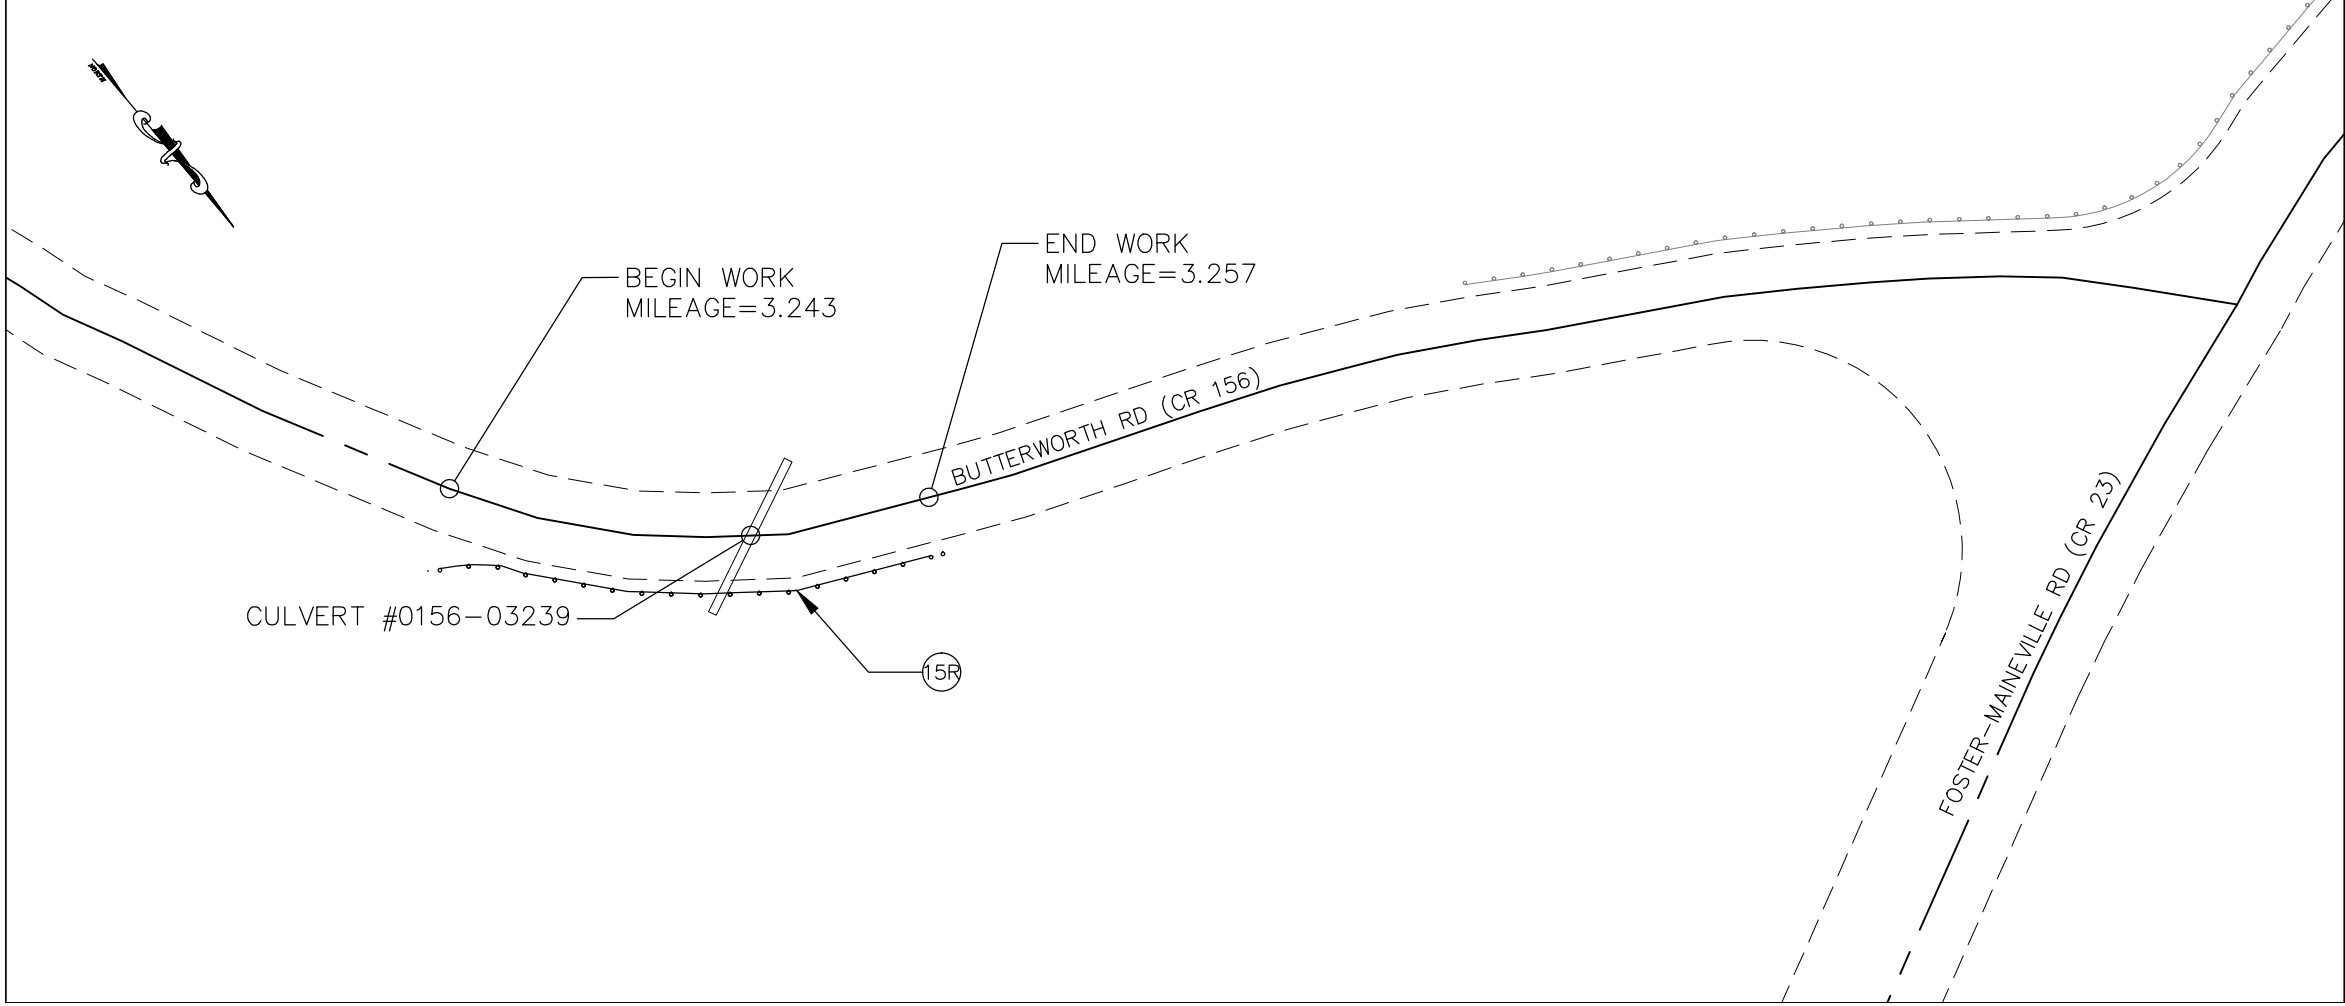 NORTH
END WORK
MILEAGE=3.257
BEGIN WORK
MILEAGE=3.243
BUTTERWORTH RD (CR 156)
CULVERT #0156-03239
15R
FOSTER-MAINEVILLE RD (CR 23)